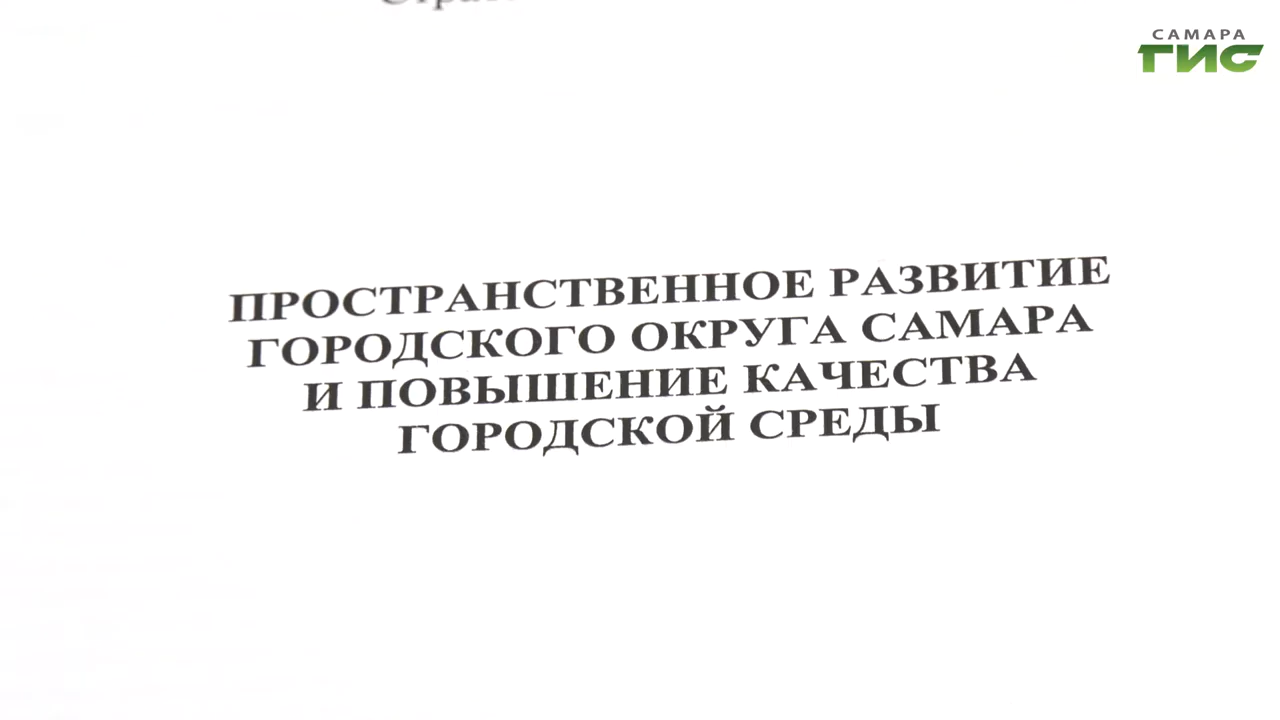 САМАРА
ГИС
ПРОСТРАНСТВЕННОЕ РАЗВИТИЕ
ГОРОДСКОГО ОКРУГА САМАРА
И ПОВЫШЕНИЕ КАЧЕСТВА
ГОРОДСКОЙ СРЕДЫ